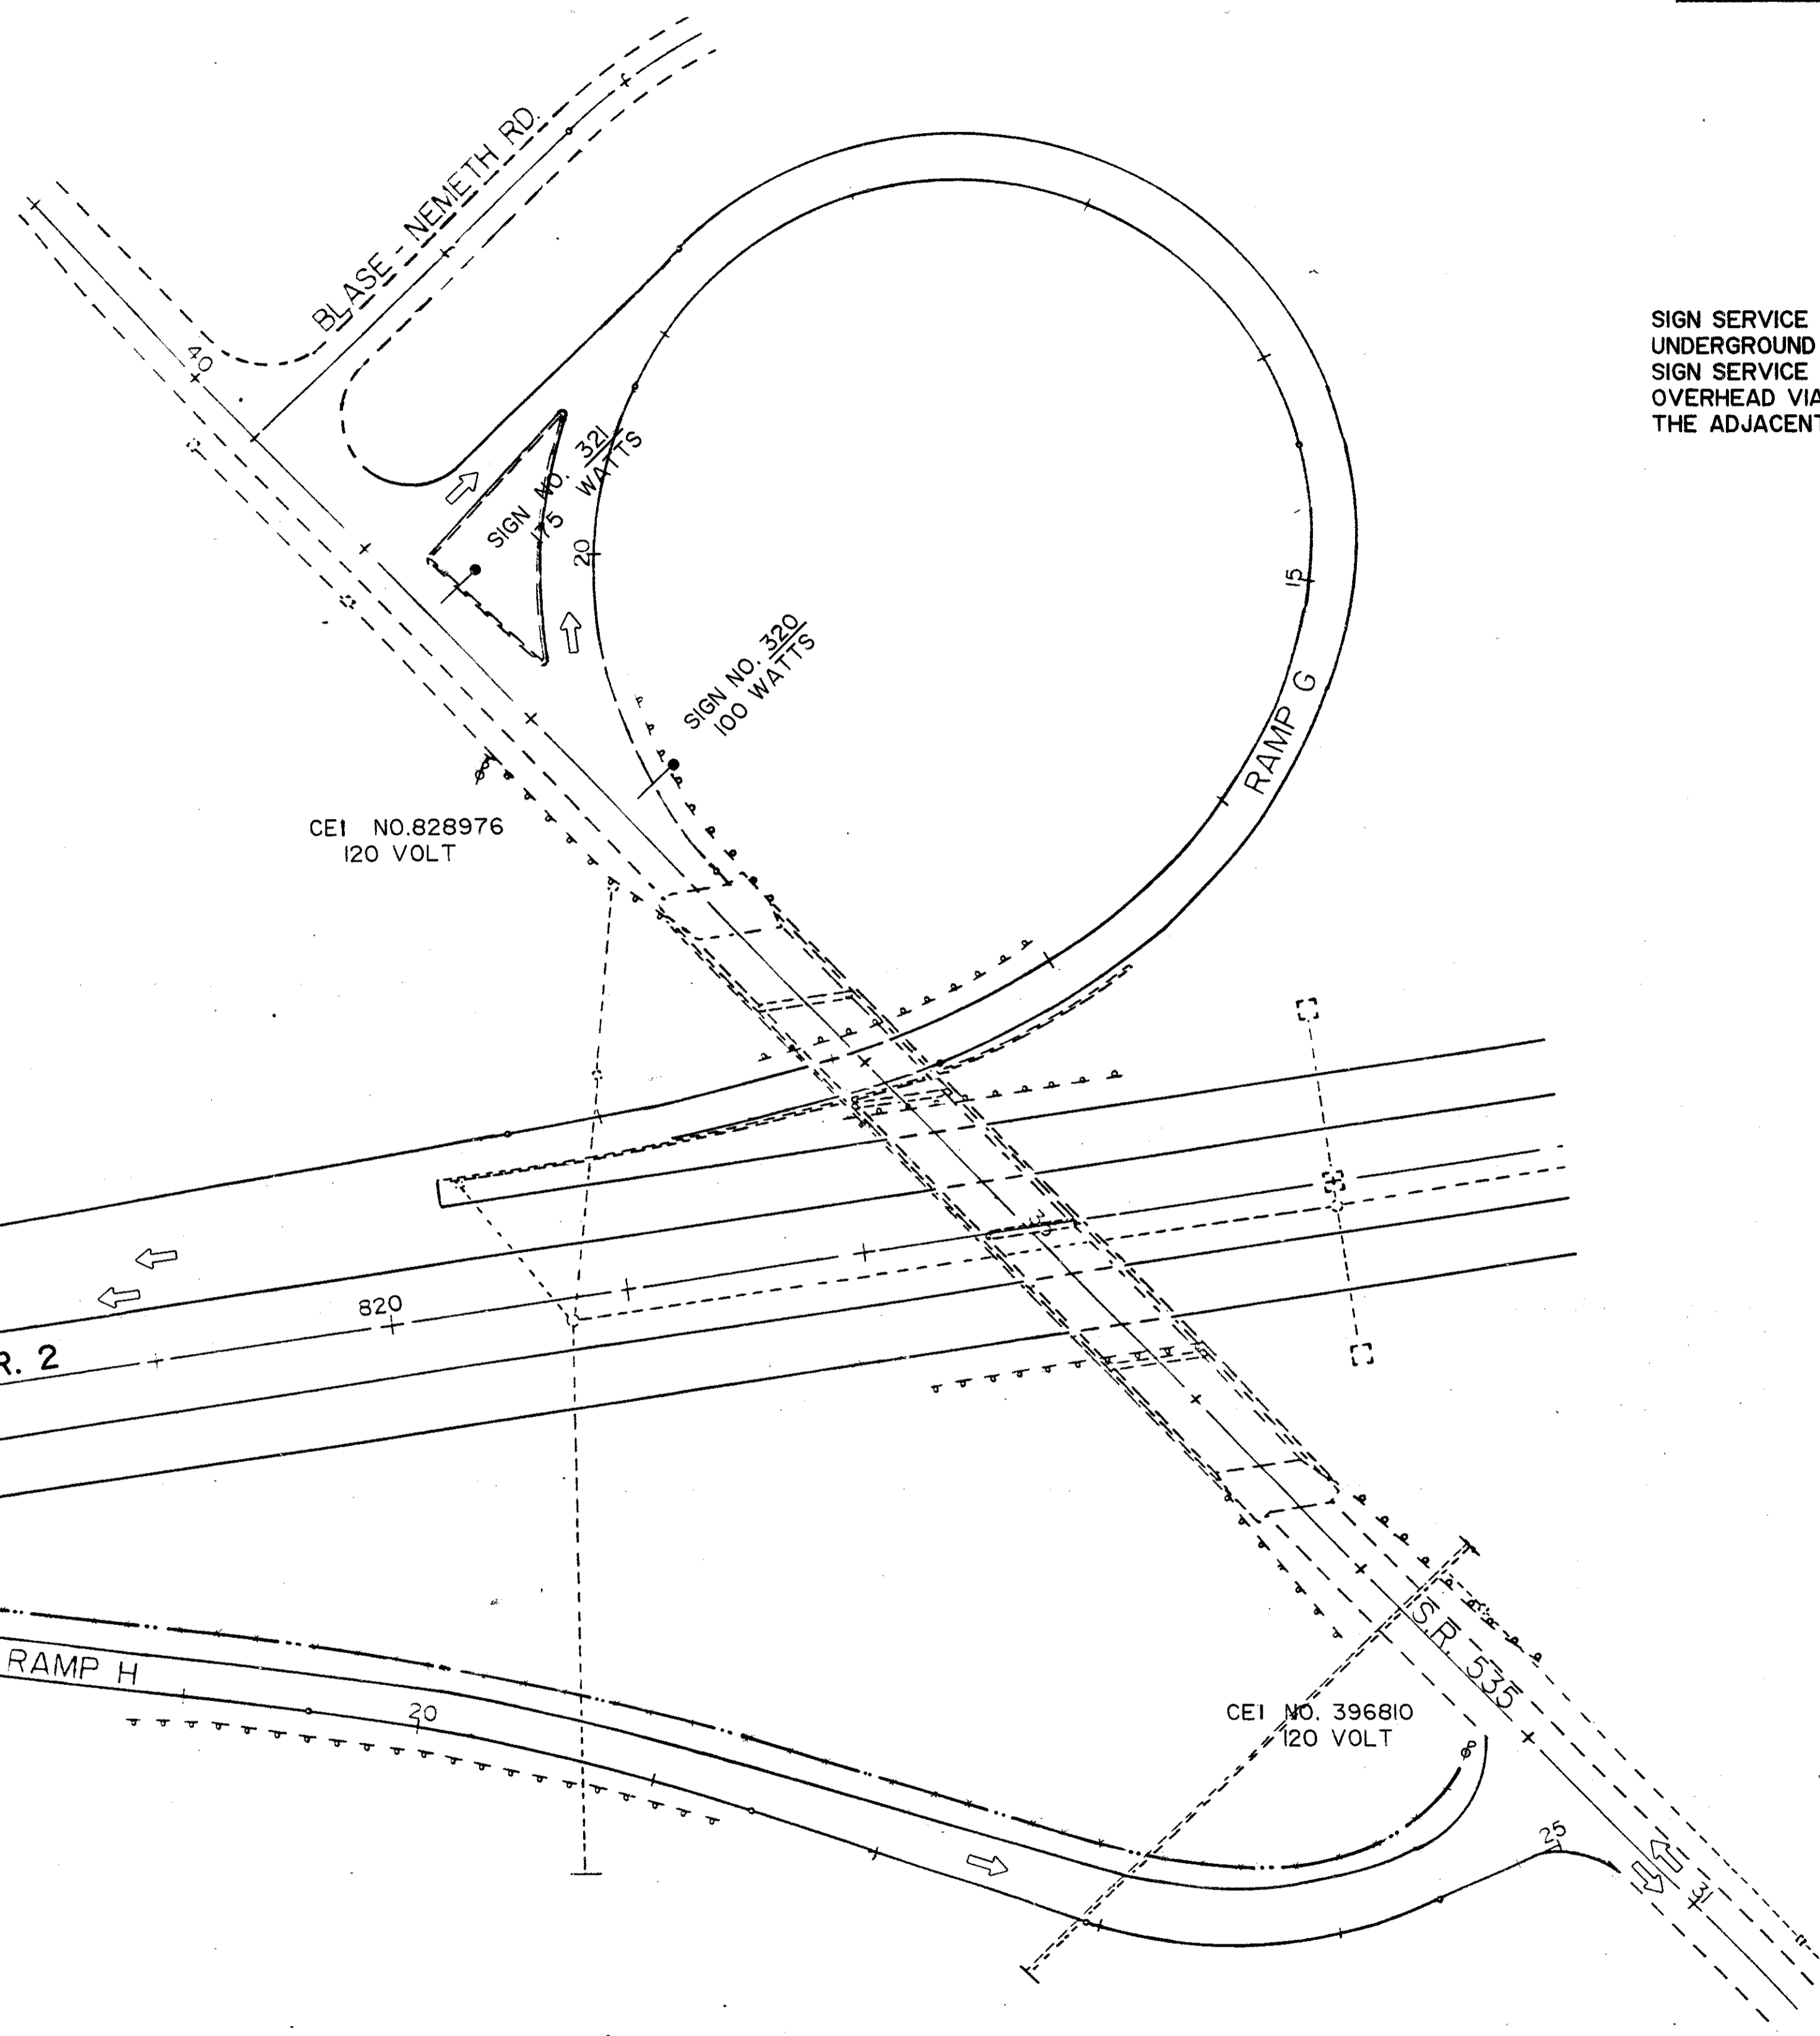 BLASE - NEMETH RD.
40
SIGN SERVICE
UNDERGROUND
SIGN SERVICE
OVERHEAD VIA
THE ADJACENT
SIGN NO. 321
175 WATTS
20
15
SIGN NO. 320
100 WATTS
RAMP G
CEI NO.828976
120 VOLT
35
820
R. 2
RAMP H
20
S.R. 535
CEI NO. 396810
120 VOLT
25
31